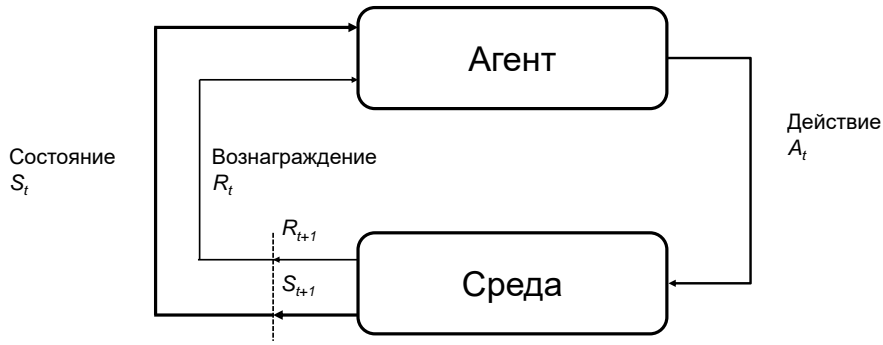 Агент
Действие
A_t
Состояние
S_t
Вознаграждение
R_t
R_{t+1}
S_{t+1}
Среда